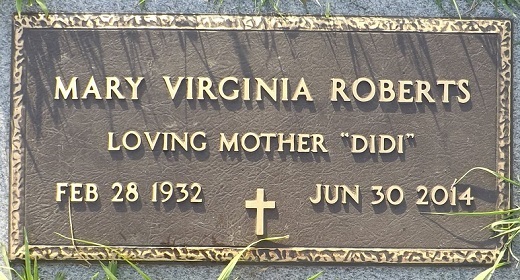 MARY VIRGINIA ROBERTS
LOVING MOTHER "DIDI"
FEB 28 1932 JUN 30 2014